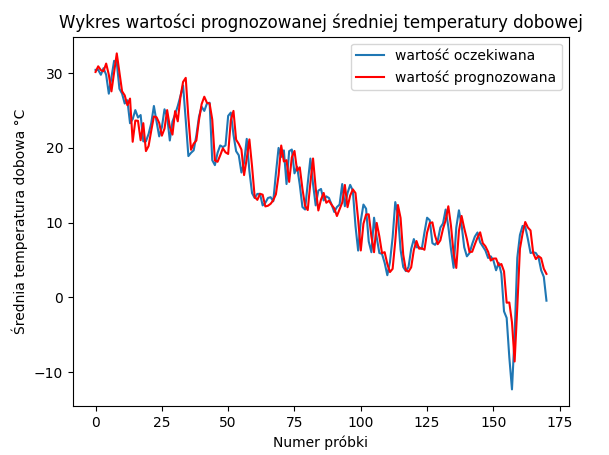 Wykres wartości prognozowanej średniej temperatury dobowej
wartość oczekiwana
wartość prognozowana
Średnia temperatura dobowa °C
30
20
10
0
−10
0 25 50 75 100 125 150 175
Numer próbki